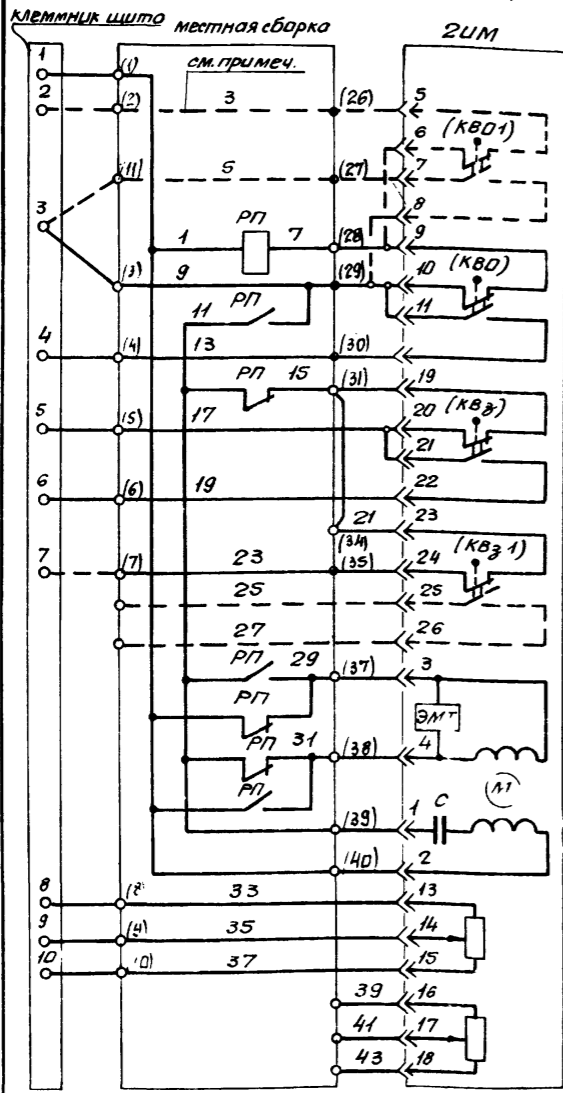 клеммник щита местная сборка 2ИМ
см. примеч.
1 (1)
2 (2) 3 (26) 5
6 (КВО1)
(11) 5 (27) 7
8
3 1 РП 7 (28) 9
(3) 9 (29) 10 (КВО)
11 РП 11
4 (4) 13 (30)
РП 15 (31) 19
5 (5) 17 20 (КВз)
21
6 (6) 19 22
21 23
(34)
7 (7) 23 (35) 24 (КВз1)
25 25
27 26
РП 29 (37) 3
РП ЭМТ
РП 31 (38) 4
РП (М)
(39) 1 С
(40) 2
8 (8) 33 13
9 (9) 35 14
10 (10) 37 15
39 16
41 17
43 18